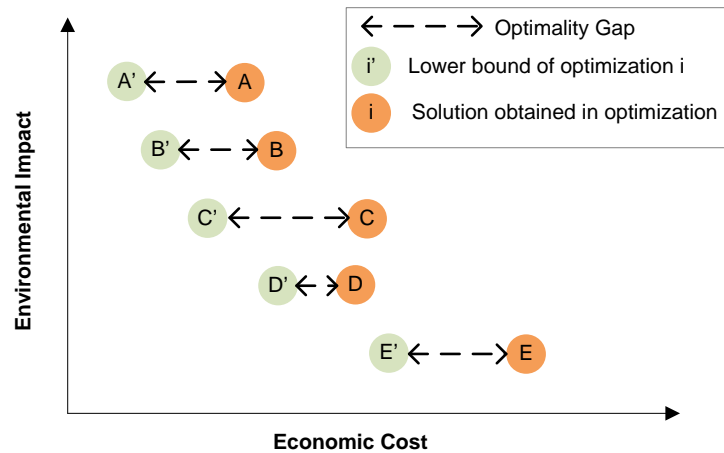 Optimality Gap
i' Lower bound of optimization i
i Solution obtained in optimization
A' A
B' B
C' C
D' D
E' E
Environmental Impact
Economic Cost